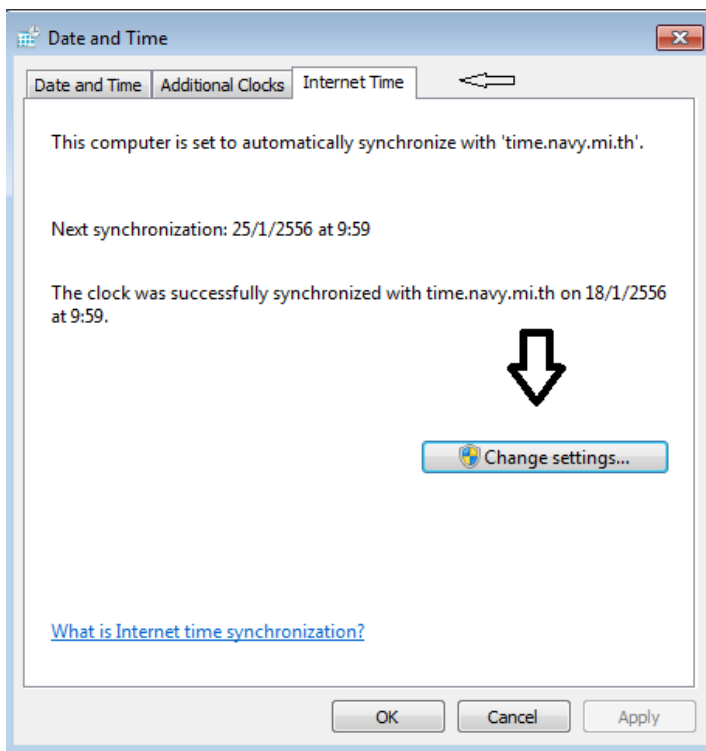 Date and Time
Date and Time Additional Clocks Internet Time
This computer is set to automatically synchronize with 'time.navy.mi.th'.
Next synchronization: 25/1/2556 at 9:59
The clock was successfully synchronized with time.navy.mi.th on 18/1/2556
at 9:59.
Change settings...
What is Internet time synchronization?
OK Cancel Apply